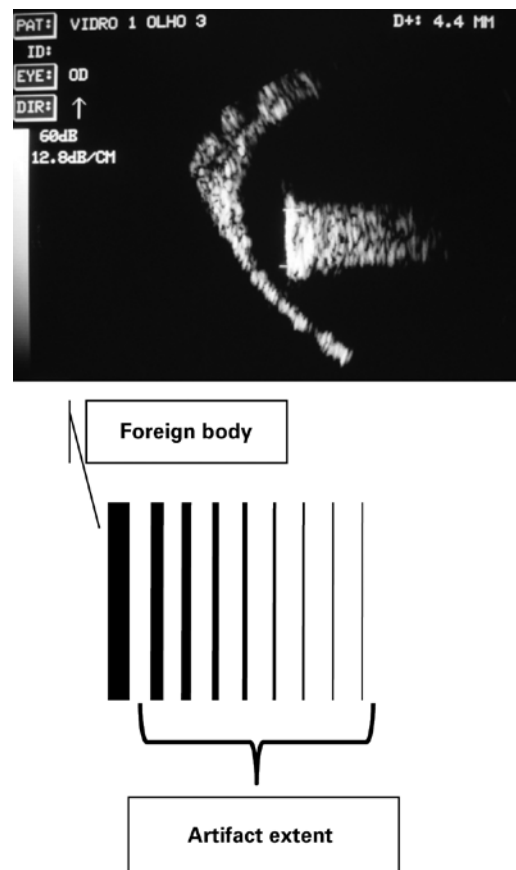 PAT: VIDRO 1 OLHO 3 D+: 4.4 MM
ID:
EYE: OD
DIR: ↑
60dB
12.8dB/CM
Foreign body
Artifact extent